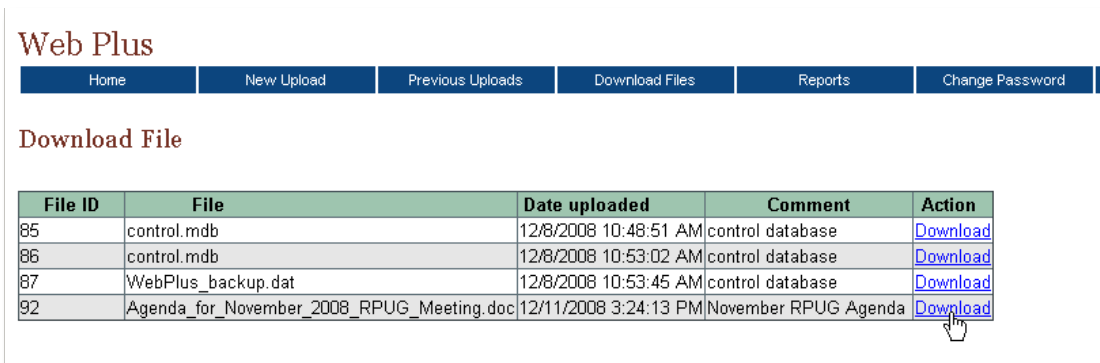 Web Plus
Home New Upload Previous Uploads Download Files Reports Change Password
Download File
File ID File Date uploaded Comment Action
85 control.mdb 12/8/2008 10:48:51 AM control database Download
86 control.mdb 12/8/2008 10:53:02 AM control database Download
87 WebPlus_backup.dat 12/8/2008 10:53:45 AM control database Download
92 Agenda_for_November_2008_RPUG_Meeting.doc 12/11/2008 3:24:13 PM November RPUG Agenda Download